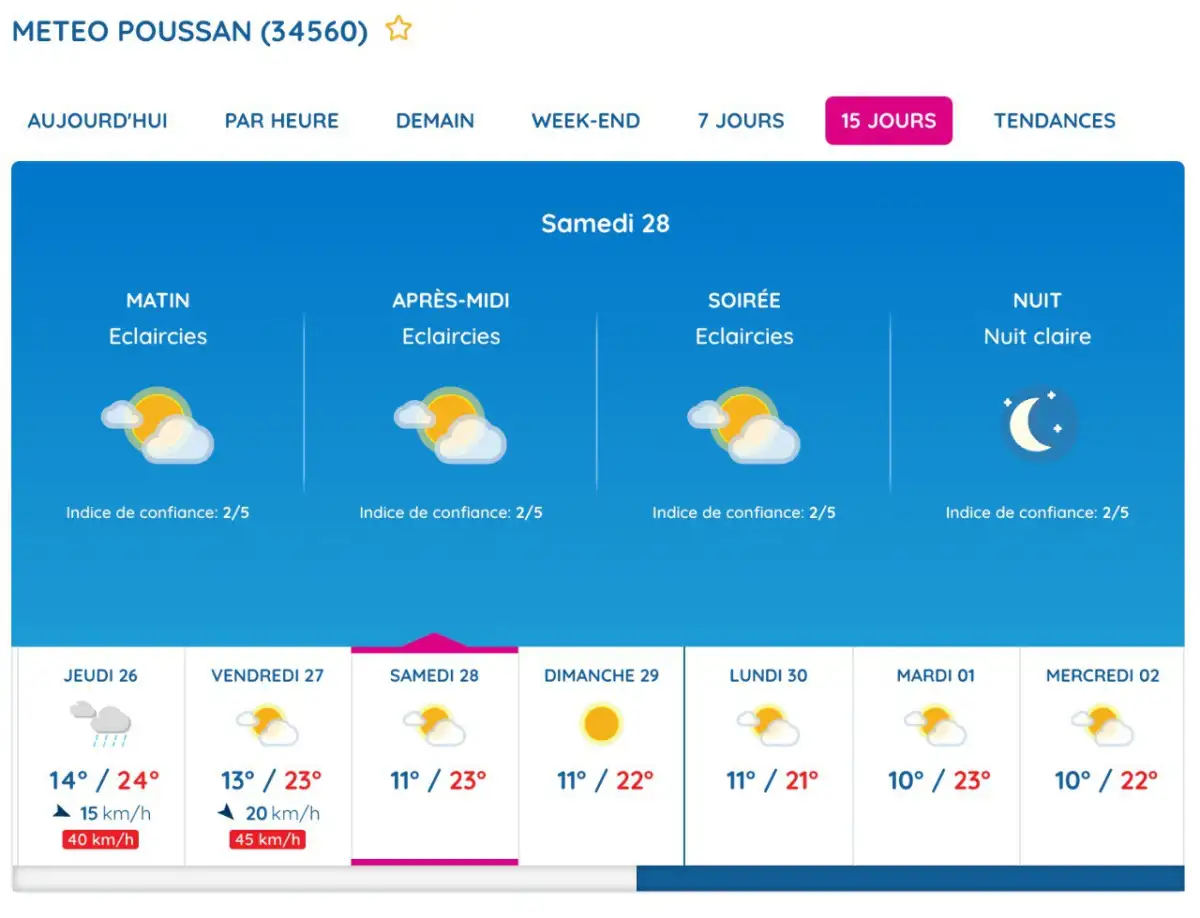 METEO POUSSAN (34560)
AUJOURD'HUI PAR HEURE DEMAIN WEEK-END 7 JOURS 15 JOURS TENDANCES
Samedi 28
MATIN APRÈS-MIDI SOIRÉE NUIT
Eclaircies Eclaircies Eclaircies Nuit claire
Indice de confiance: 2/5 Indice de confiance: 2/5 Indice de confiance: 2/5 Indice de confiance: 2/5
JEUDI 26 VENDREDI 27 SAMEDI 28 DIMANCHE 29 LUNDI 30 MARDI 01 MERCREDI 02
14° / 24° 13° / 23° 11° / 23° 11° / 22° 11° / 21° 10° / 23° 10° / 22°
15 km/h 20 km/h
40 km/h 45 km/h